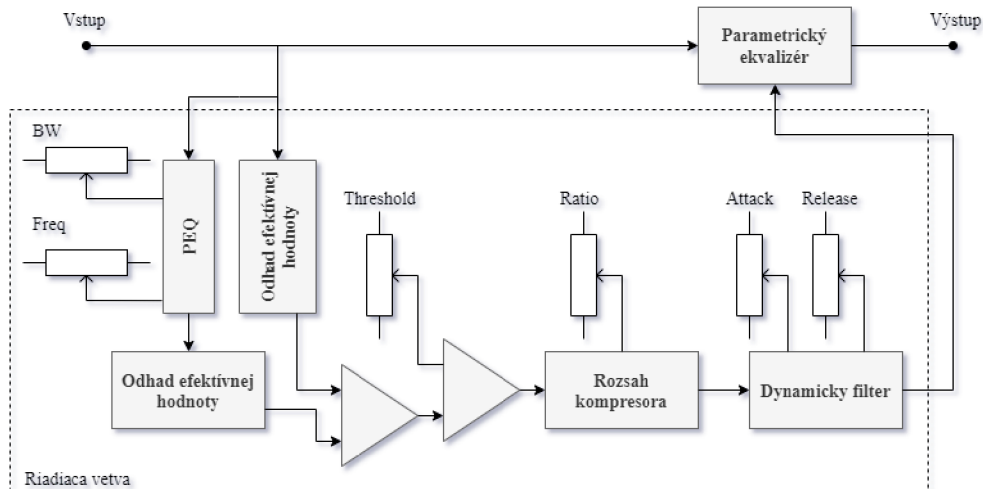 Vstup
Výstup
Parametrický
ekvalizér
BW
Freq
PEQ
Odhad efektívnej
hodnoty
Threshold
Ratio
Attack
Release
Odhad efektívnej
hodnoty
Rozsah
kompresora
Dynamicky filter
Riadiaca vetva